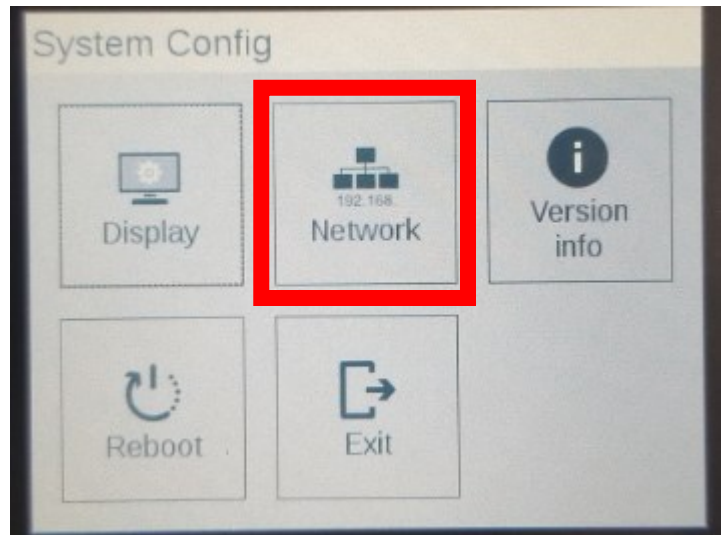 System Config
Display
192.168.
Network
i
Version
info
Reboot
Exit